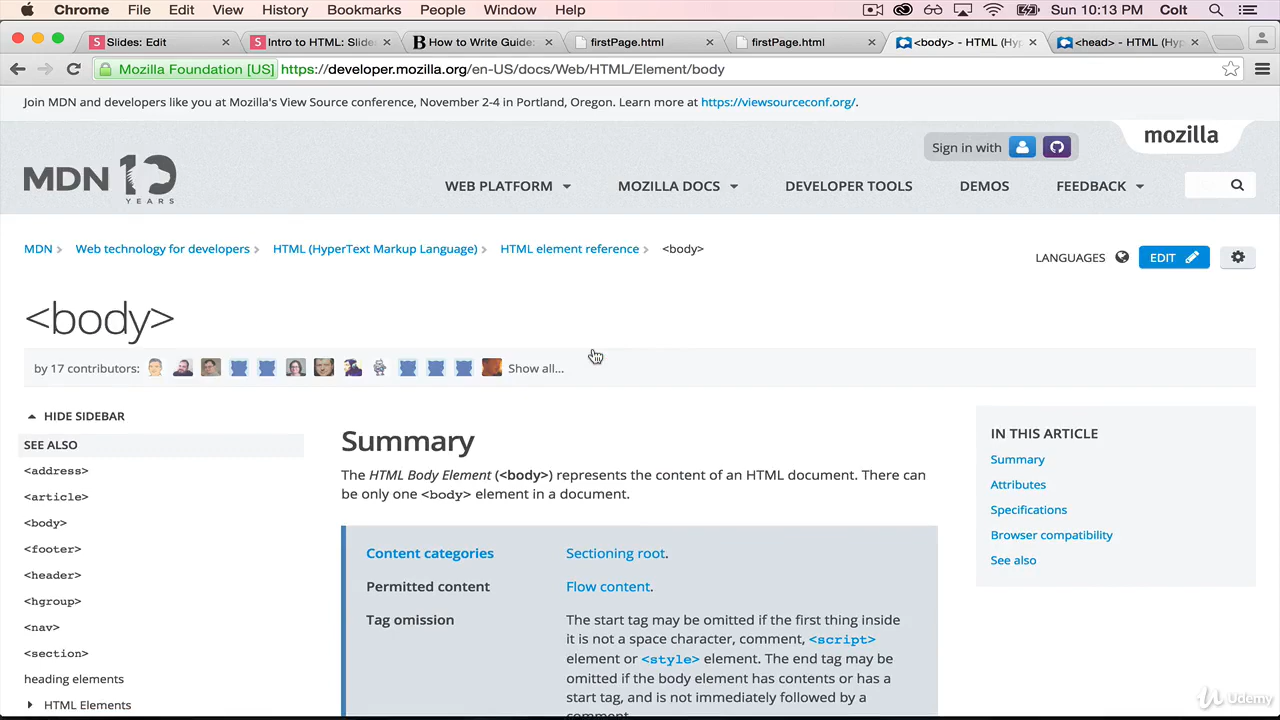 Chrome File Edit View History Bookmarks People Window Help Sun 10:13 PM Colt
Slides: Edit
Intro to HTML: S
How to Write Guide:
firstPage.html
firstPage.html
<body> - HTML (Hy
<head> - HTML (Hy
Mozilla Foundation [US] https://developer.mozilla.org/en-US/docs/Web/HTML/Element/body
Join MDN and developers like you at Mozilla's View Source conference, November 2-4 in Portland, Oregon. Learn more at https://viewsourceconf.org/.
mozilla
Sign in with
MDN 10 YEARS
WEB PLATFORM MOZILLA DOCS DEVELOPER TOOLS DEMOS FEEDBACK
MDN Web technology for developers HTML (HyperText Markup Language) HTML element reference <body>
LANGUAGES EDIT
<body>
by 17 contributors: Show all...
HIDE SIDEBAR
SEE ALSO
<address>
<article>
<body>
<footer>
<header>
<hgroup>
<nav>
<section>
heading elements
HTML Elements
Summary
The HTML Body Element (<body>) represents the content of an HTML document. There can
be only one <body> element in a document.
Content categories Sectioning root.
Permitted content Flow content.
Tag omission The start tag may be omitted if the first thing inside
it is not a space character, comment, <script>
element or <style> element. The end tag may be
omitted if the body element has contents or has a
start tag, and is not immediately followed by a
comment.
IN THIS ARTICLE
Summary
Attributes
Specifications
Browser compatibility
See also
Udemy